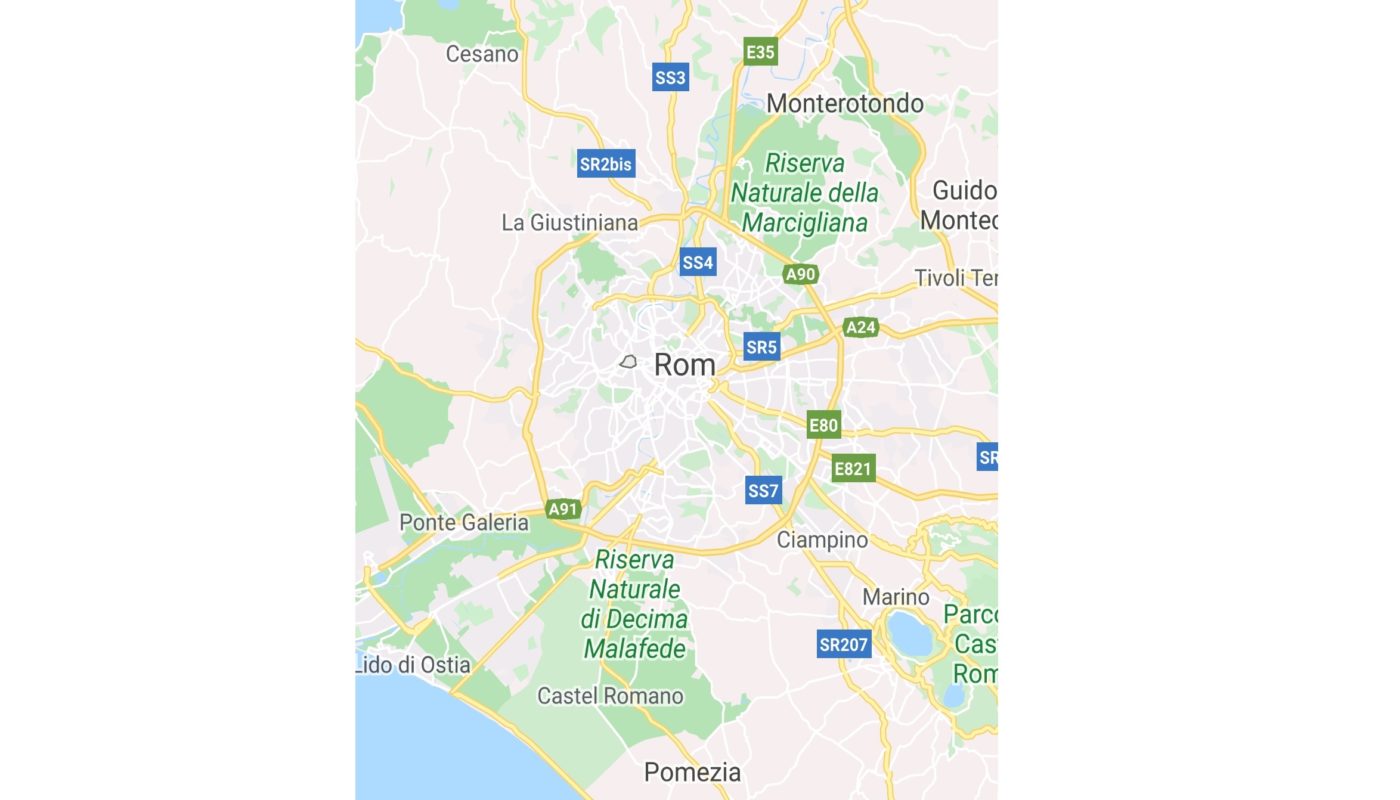 Cesano
E35
SS3
Monterotondo
SR2bis
Riserva
Naturale della
Marcigliana
Guido
Montec
La Giustiniana
SS4
A90
Tivoli Ter
A24
SR5
Rom
E80
SR
E821
SS7
A91
Ponte Galeria
Ciampino
Riserva
Naturale
di Decima
Malafede
Marino
Parco
Cas
Rom
SR207
Lido di Ostia
Castel Romano
Pomezia